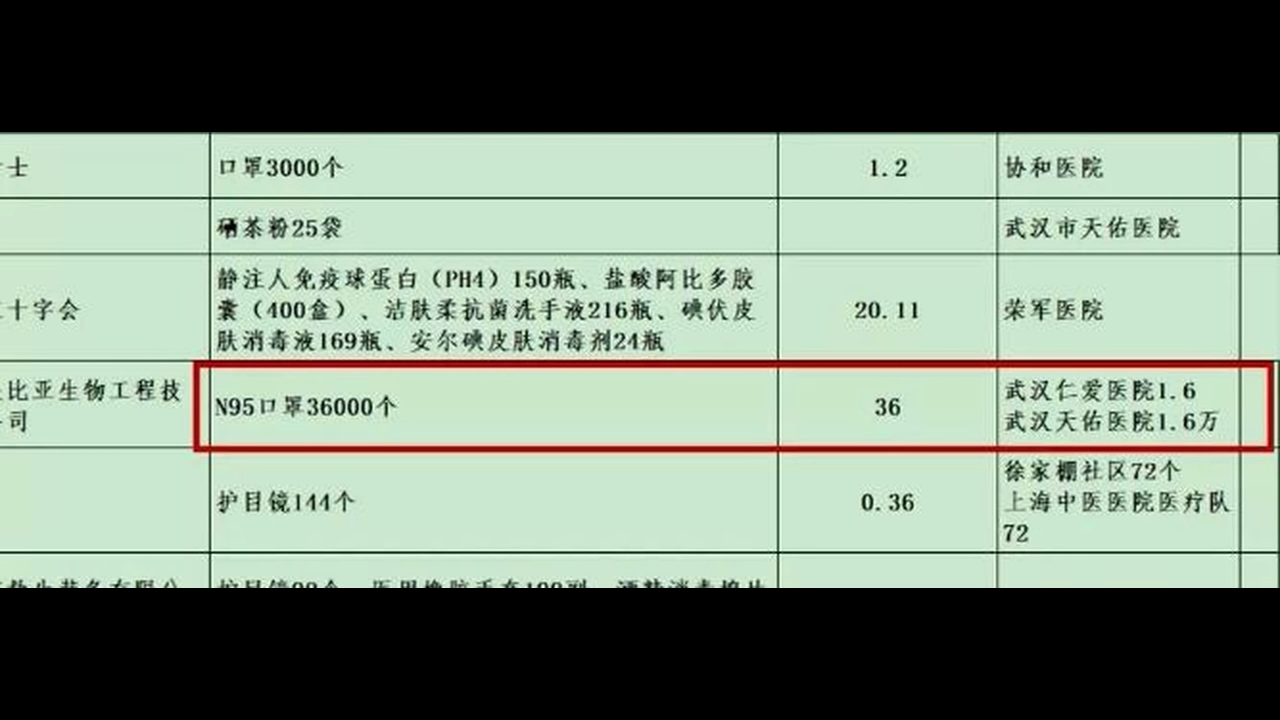 士
口罩3000个
1.2
协和医院
硒茶粉25袋
武汉市天佑医院
十字会
静注人免疫球蛋白（PH4）150瓶、盐酸阿比多胶
囊（400盒）、洁肤柔抗菌洗手液216瓶、碘伏皮
肤消毒液169瓶、安尔碘皮肤消毒剂24瓶
20.11
荣军医院
比亚生物工程技
司
N95口罩36000个
36
武汉仁爱医院1.6
武汉天佑医院1.6万
护目镜144个
0.36
徐家棚社区72个
上海中医医院医疗队
72